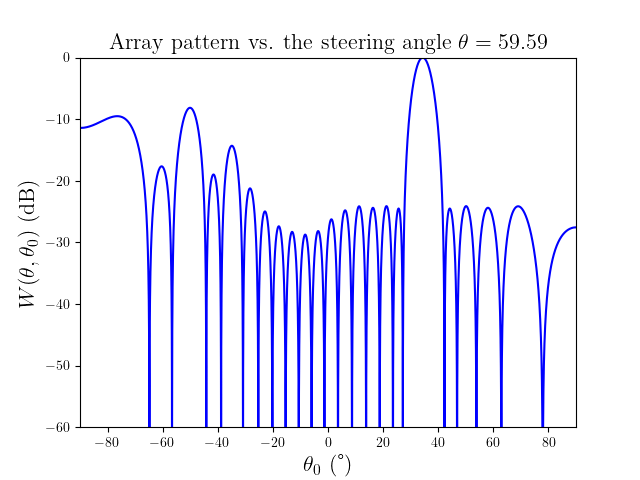 Array pattern vs. the steering angle θ = 59.59
W(θ, θ₀) (dB)
0
−10
−20
−30
−40
−50
−60
−80 −60 −40 −20 0 20 40 60 80
θ₀ (°)